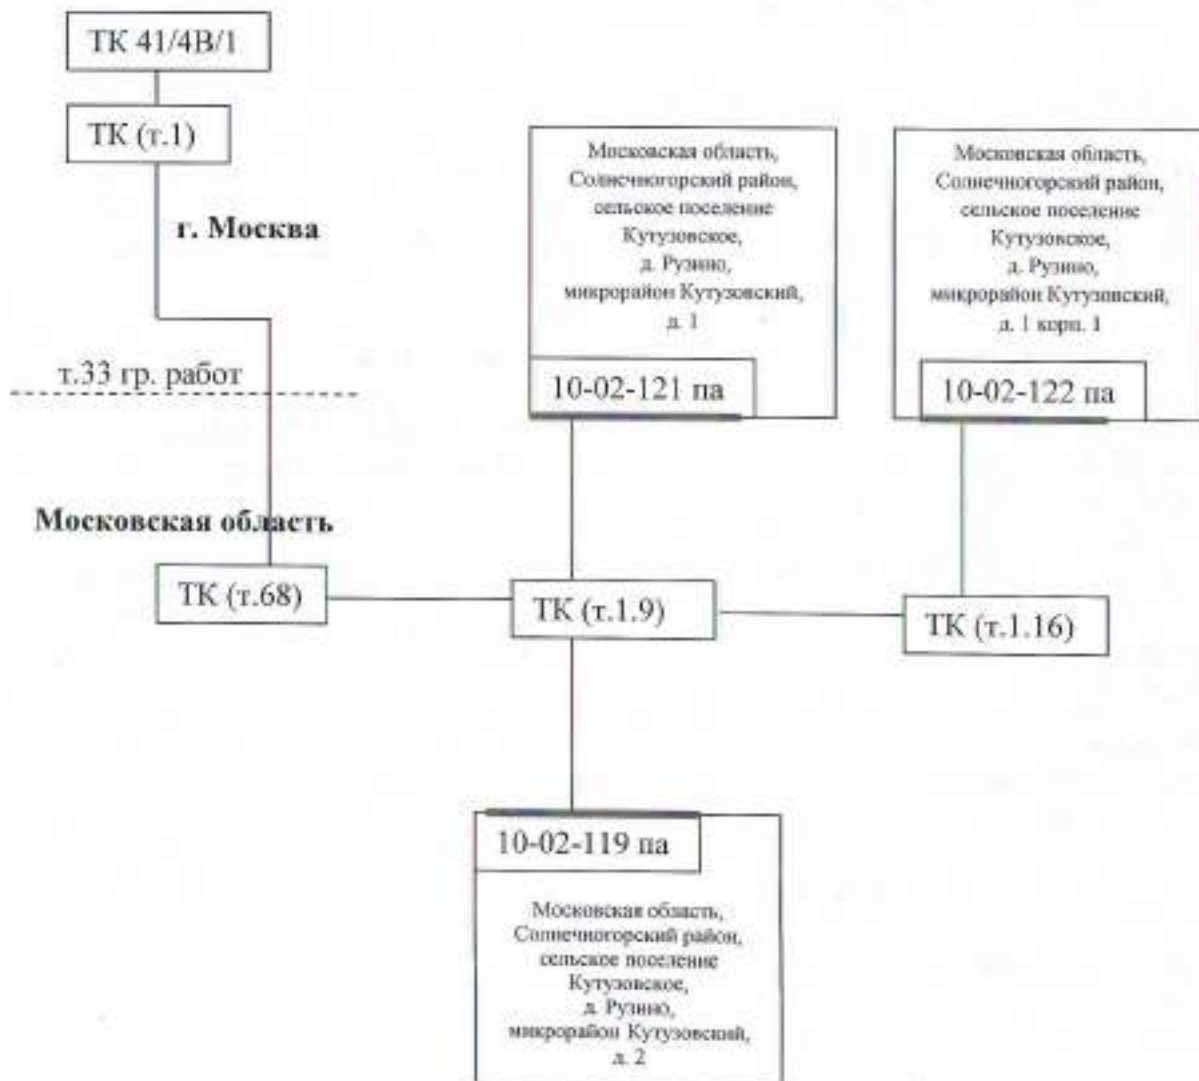 ТК 41/4В/1
ТК (т.1)
г. Москва
т.33 гр. работ
Московская область
Московская область,
Солнечногорский район,
сельское поселение
Кутузовское,
д. Рузино,
микрорайон Кутузовский,
д. 1
10-02-121 па
Московская область,
Солнечногорский район,
сельское поселение
Кутузовское,
д. Рузино,
микрорайон Кутузовский,
д. 1 корп. 1
10-02-122 па
ТК (т.68)
ТК (т.1.9)
ТК (т.1.16)
10-02-119 па
Московская область,
Солнечногорский район,
сельское поселение
Кутузовское,
д. Рузино,
микрорайон Кутузовский,
д. 2